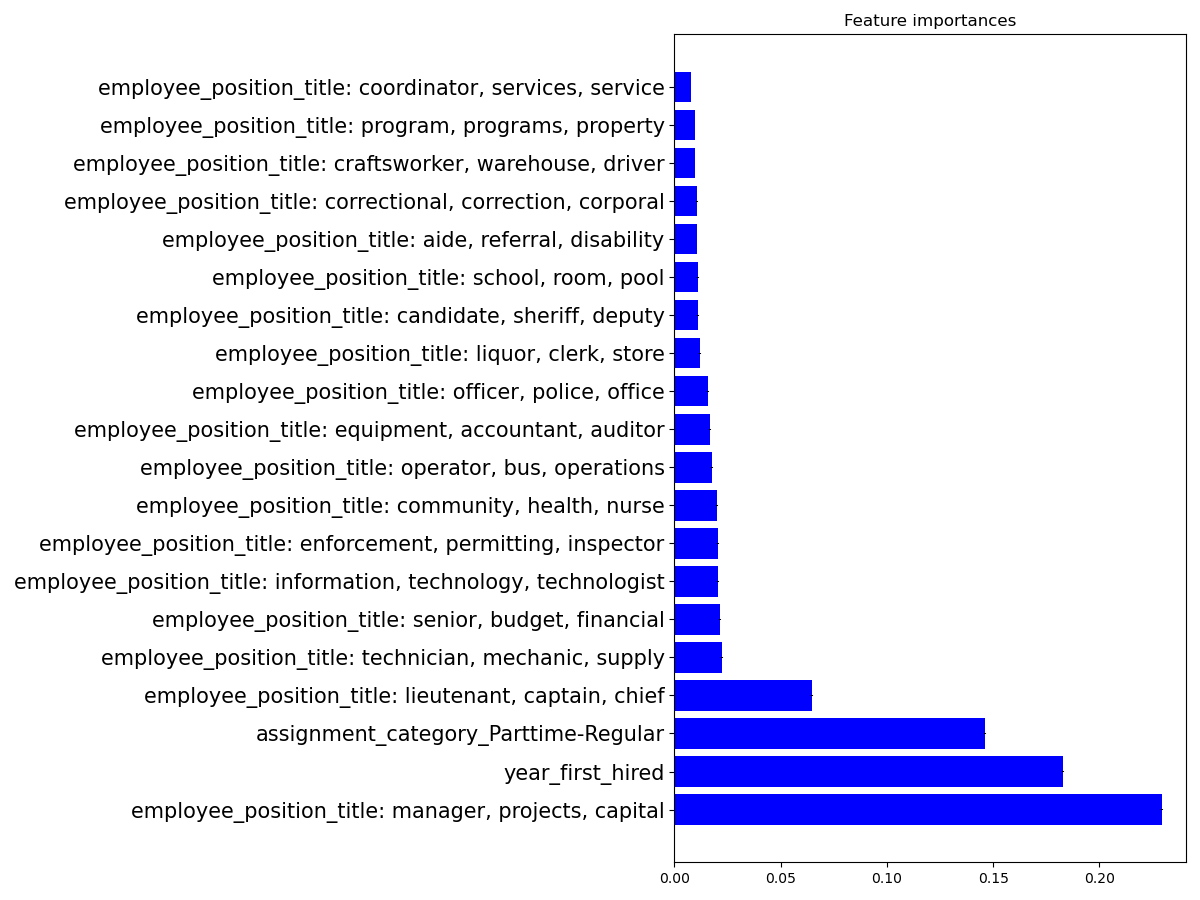 Feature importances
employee_position_title: coordinator, services, service
employee_position_title: program, programs, property
employee_position_title: craftsworker, warehouse, driver
employee_position_title: correctional, correction, corporal
employee_position_title: aide, referral, disability
employee_position_title: school, room, pool
employee_position_title: candidate, sheriff, deputy
employee_position_title: liquor, clerk, store
employee_position_title: officer, police, office
employee_position_title: equipment, accountant, auditor
employee_position_title: operator, bus, operations
employee_position_title: community, health, nurse
employee_position_title: enforcement, permitting, inspector
employee_position_title: information, technology, technologist
employee_position_title: senior, budget, financial
employee_position_title: technician, mechanic, supply
employee_position_title: lieutenant, captain, chief
assignment_category_Parttime-Regular
year_first_hired
employee_position_title: manager, projects, capital
0.00 0.05 0.10 0.15 0.20